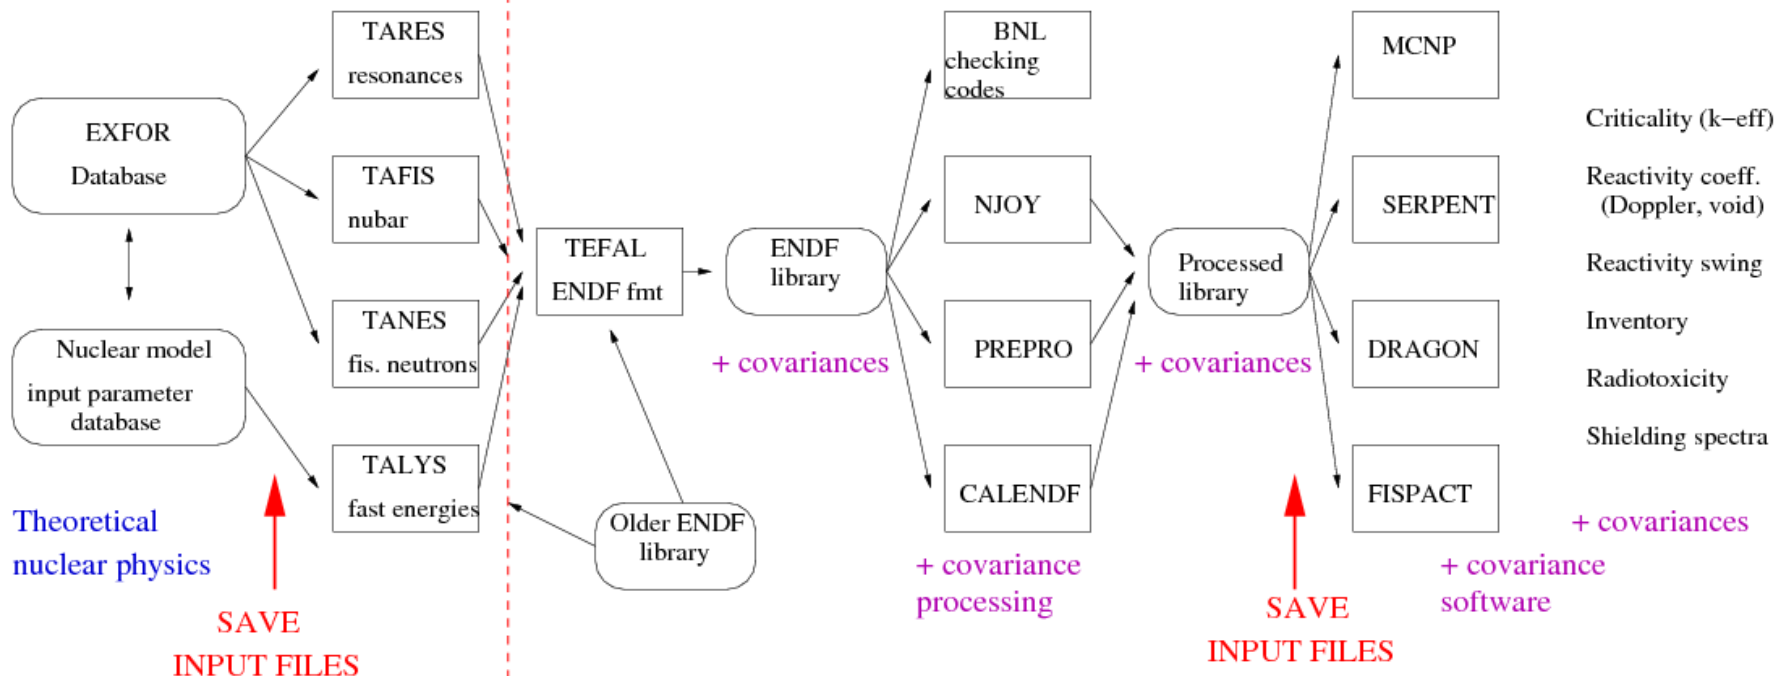 TARES
resonances
EXFOR
Database
TAFIS
nubar
TANES
fis. neutrons
Nuclear model
input parameter
database
TALYS
fast energies
Theoretical
nuclear physics
SAVE
INPUT FILES
TEFAL
ENDF fmt
Older ENDF
library
ENDF
library
+ covariances
BNL
checking
codes
NJOY
PREPRO
CALENDF
+ covariance
processing
Processed
library
+ covariances
SAVE
INPUT FILES
MCNP
SERPENT
DRAGON
FISPACT
+ covariance
software
Criticality (k−eff)
Reactivity coeff.
(Doppler, void)
Reactivity swing
Inventory
Radiotoxicity
Shielding spectra
+ covariances